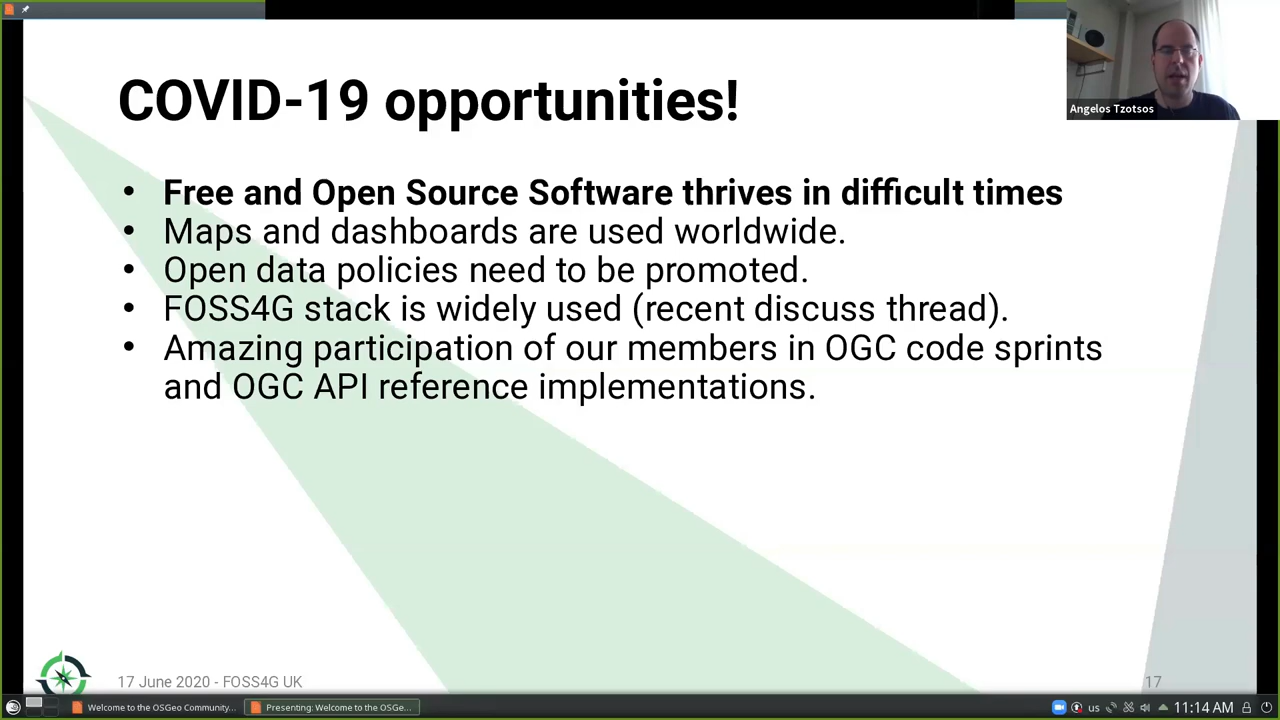 Angelos Tzotsos
COVID-19 opportunities!
• Free and Open Source Software thrives in difficult times
• Maps and dashboards are used worldwide.
• Open data policies need to be promoted.
• FOSS4G stack is widely used (recent discuss thread).
• Amazing participation of our members in OGC code sprints
and OGC API reference implementations.
17 June 2020 - FOSS4G UK
17
Welcome to the OSGeo Community...
Presenting: Welcome to the OSGe...
us
11:14 AM